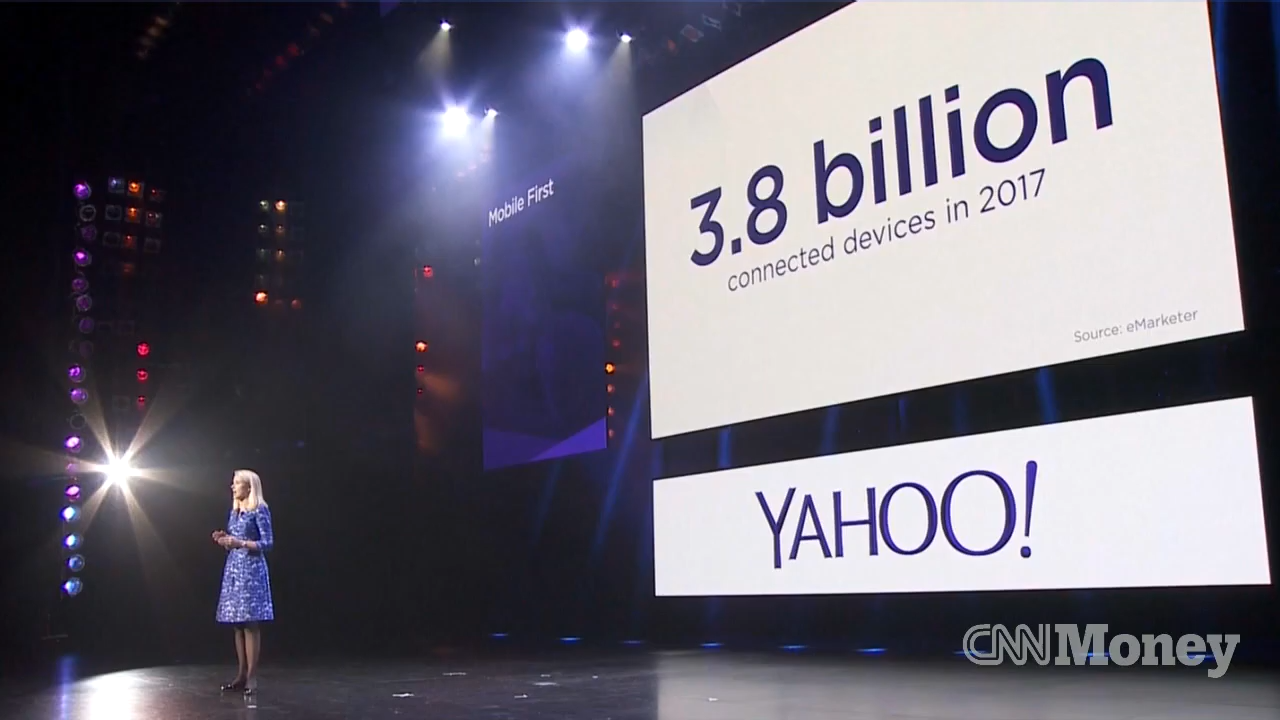 Mobile First
3.8 billion
connected devices in 2017
Source: eMarketer
YAHOO!
CNNMoney